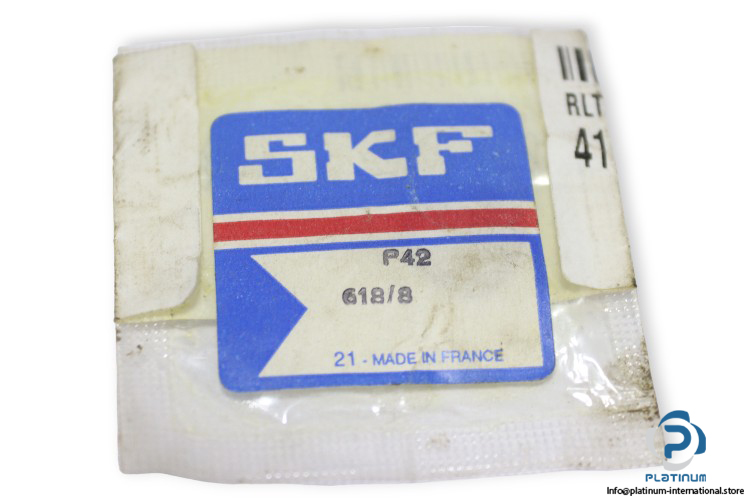 SKF
P42
618/8
21 - MADE IN FRANCE
RLT
41
PLATINUM
Info@platinum-international.store